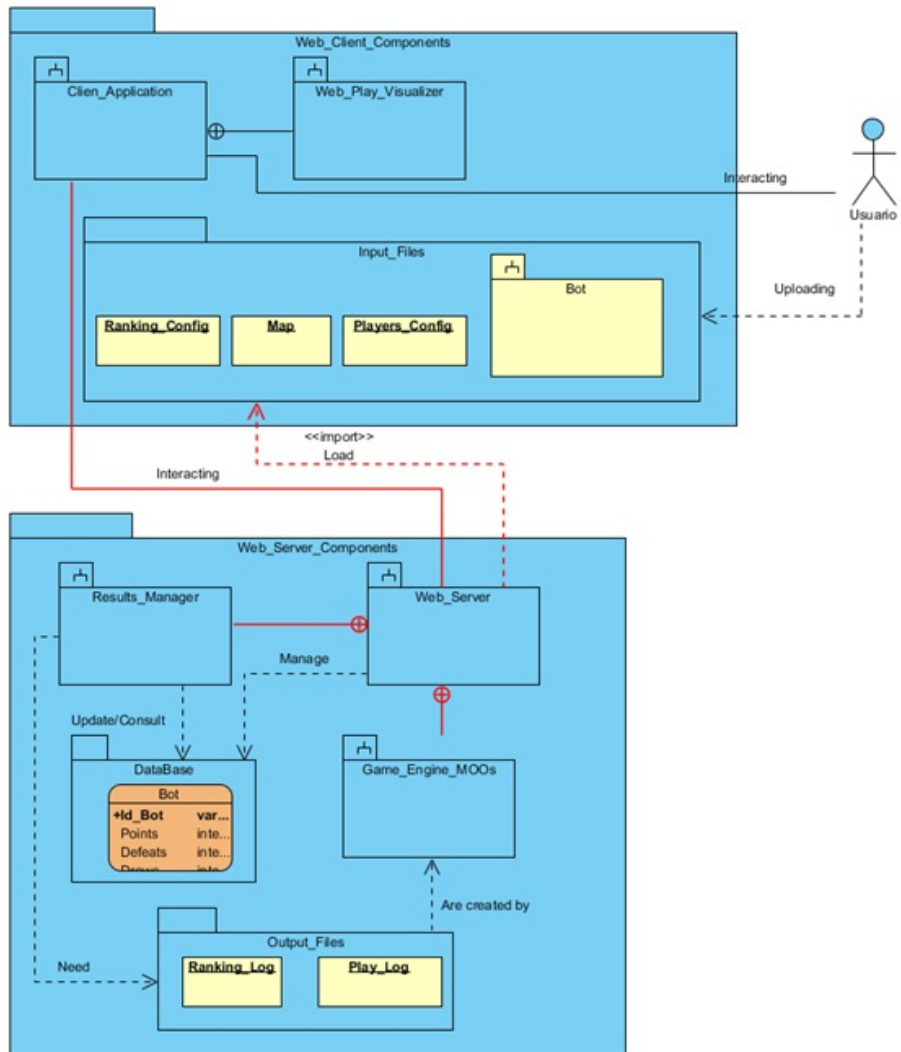 Web_Client_Components
Clien_Application
Web_Play_Visualizer
Interacting
Usuario
Input_Files
Bot
Uploading
Ranking_Config
Map
Players_Config
<<import>>
Load
Interacting
Web_Server_Components
Results_Manager
Web_Server
Manage
Update/Consult
DataBase
Game_Engine_MOOs
Bot
+Id_Bot var...
Points inte...
Defeats inte...
Are created by
Output_Files
Need
Ranking_Log
Play_Log